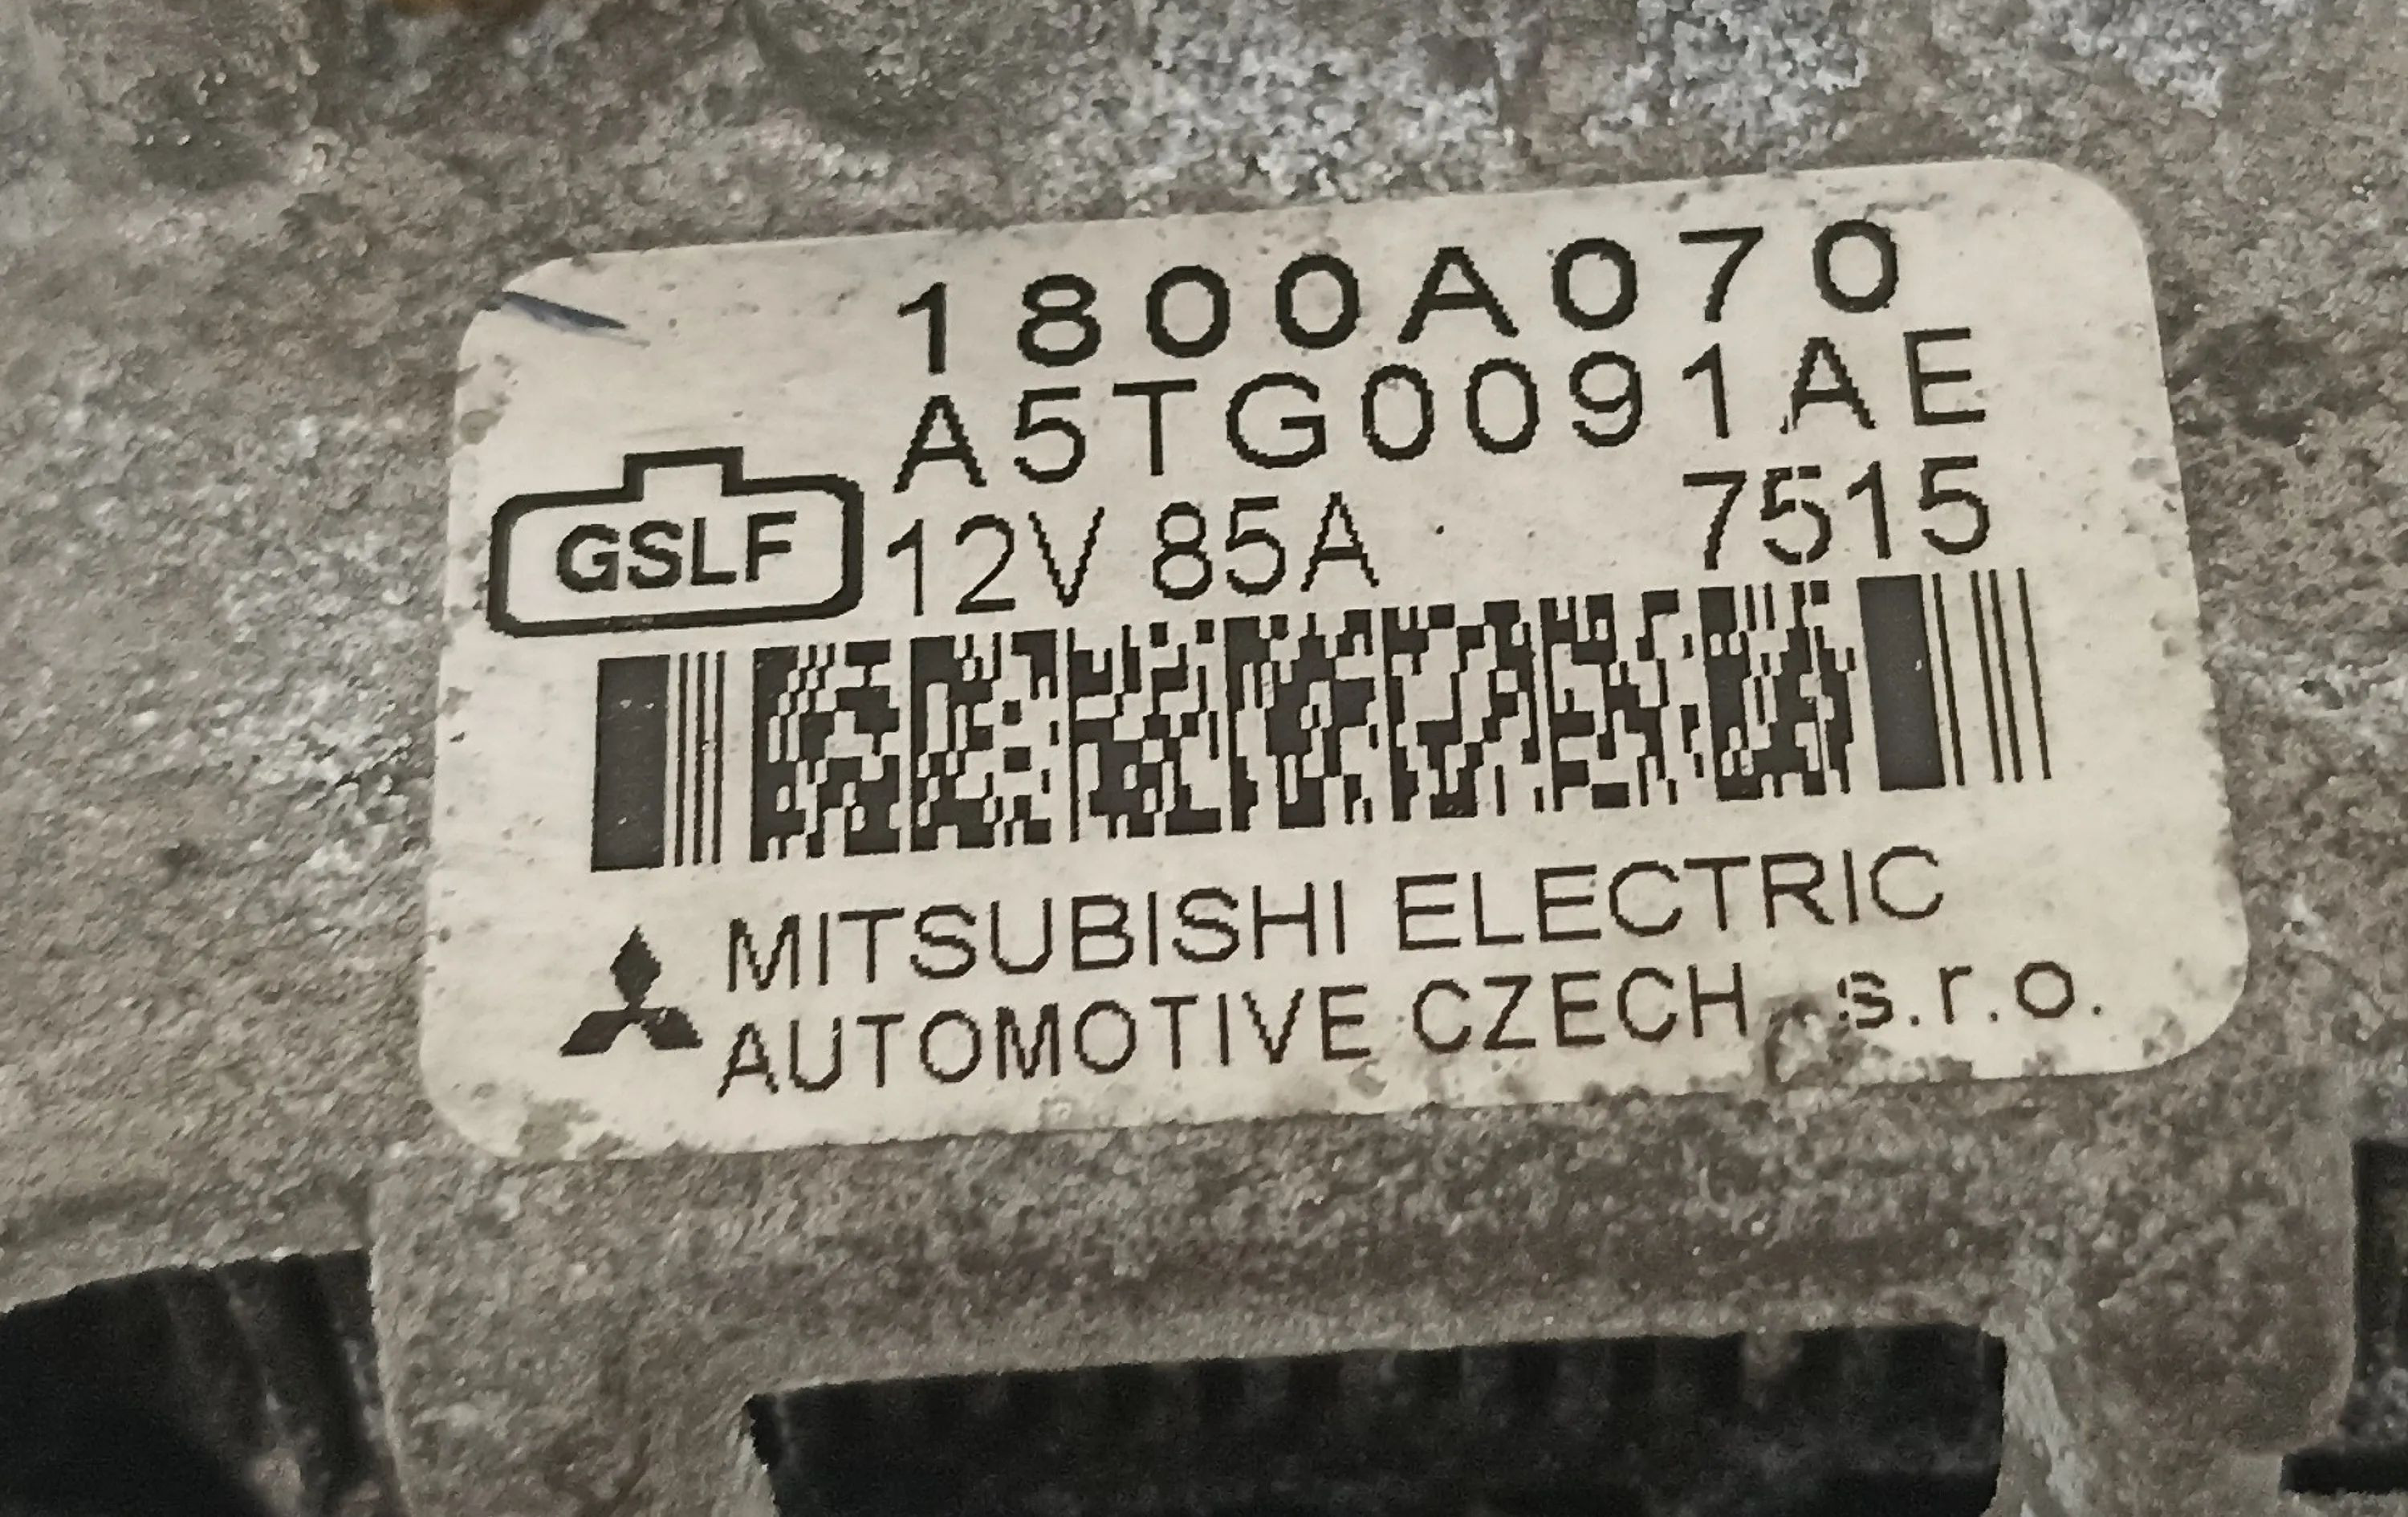 1800A070
A5TG0091AE
GSLF 12V 85A 7515
MITSUBISHI ELECTRIC
AUTOMOTIVE CZECH s.r.o.